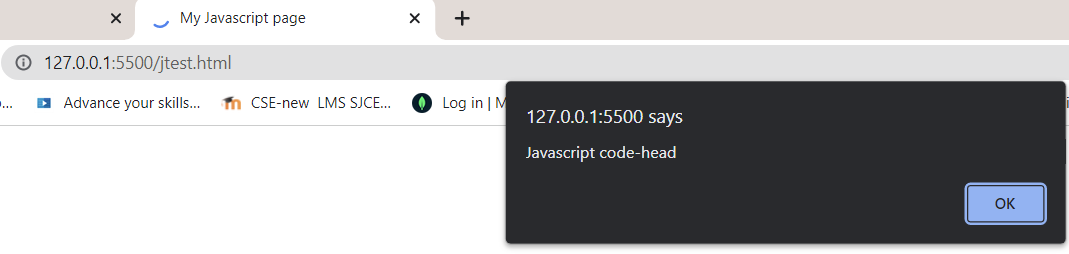 My Javascript page
127.0.0.1:5500/jtest.html
Advance your skills... CSE-new LMS SJCE... Log in | M
127.0.0.1:5500 says
Javascript code-head
OK